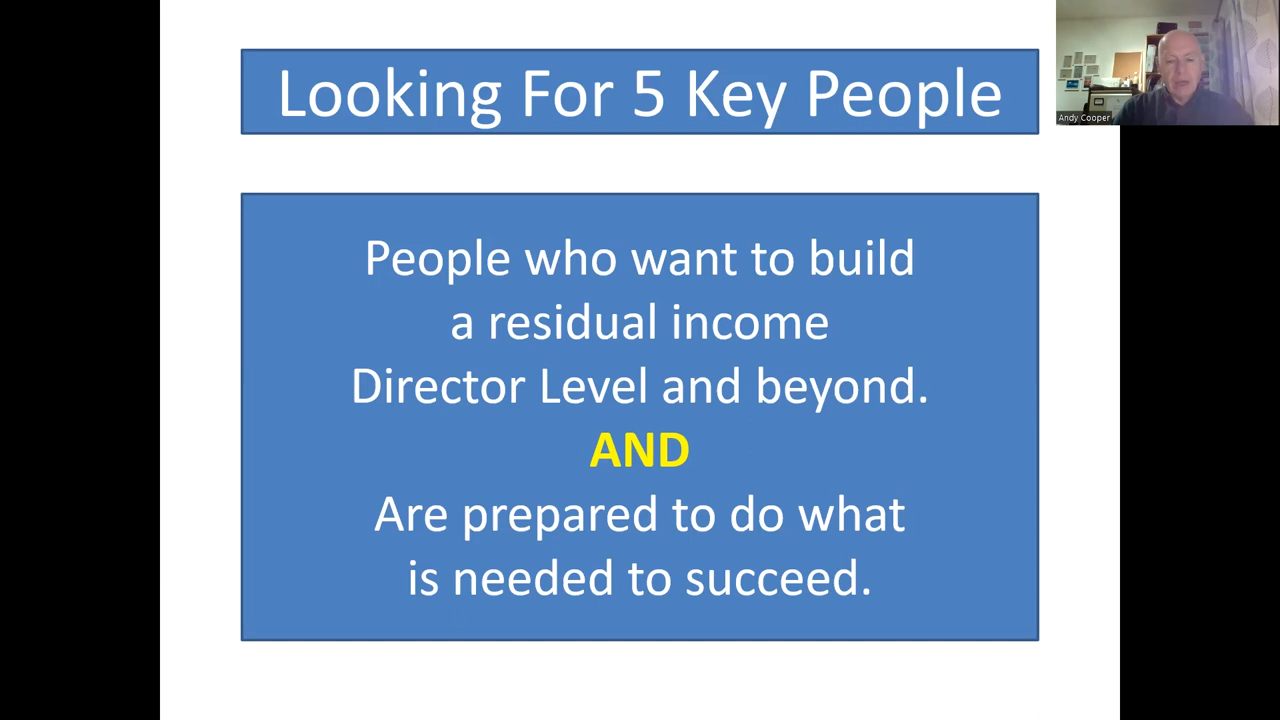 Looking For 5 Key People
Andy Cooper
People who want to build
a residual income
Director Level and beyond.
AND
Are prepared to do what
is needed to succeed.